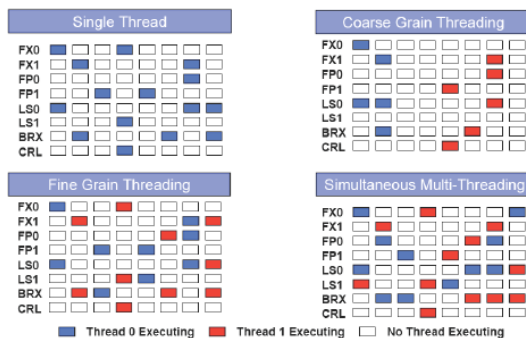 Single Thread
FX0
FX1
FP0
FP1
LS0
LS1
BRX
CRL
Coarse Grain Threading
FX0
FX1
FP0
FP1
LS0
LS1
BRX
CRL
Fine Grain Threading
FX0
FX1
FP0
FP1
LS0
LS1
BRX
CRL
Simultaneous Multi-Threading
FX0
FX1
FP0
FP1
LS0
LS1
BRX
CRL
Thread 0 Executing Thread 1 Executing No Thread Executing